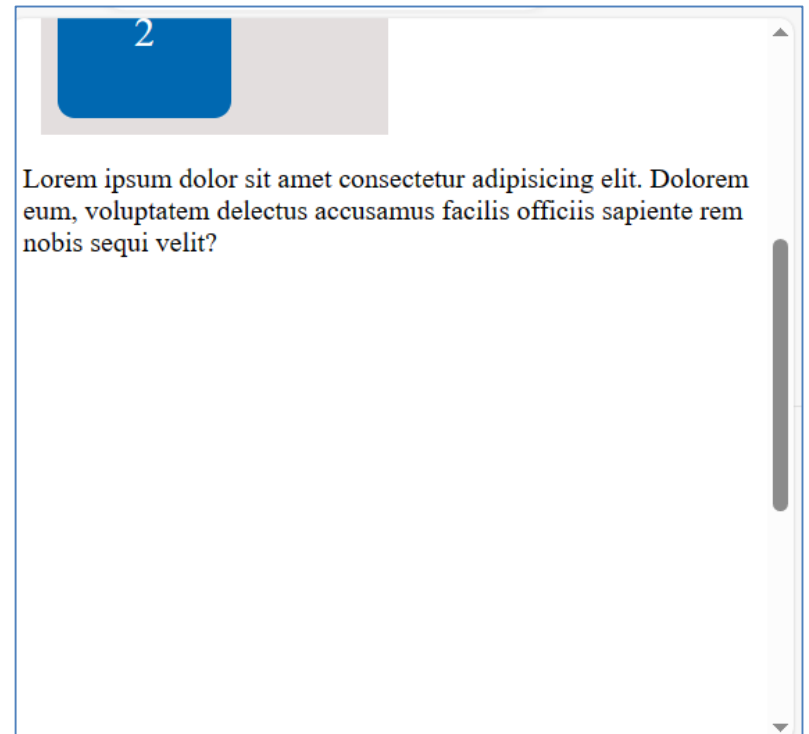 2
Lorem ipsum dolor sit amet consectetur adipisicing elit. Dolorem
eum, voluptatem delectus accusamus facilis officiis sapiente rem
nobis sequi velit?